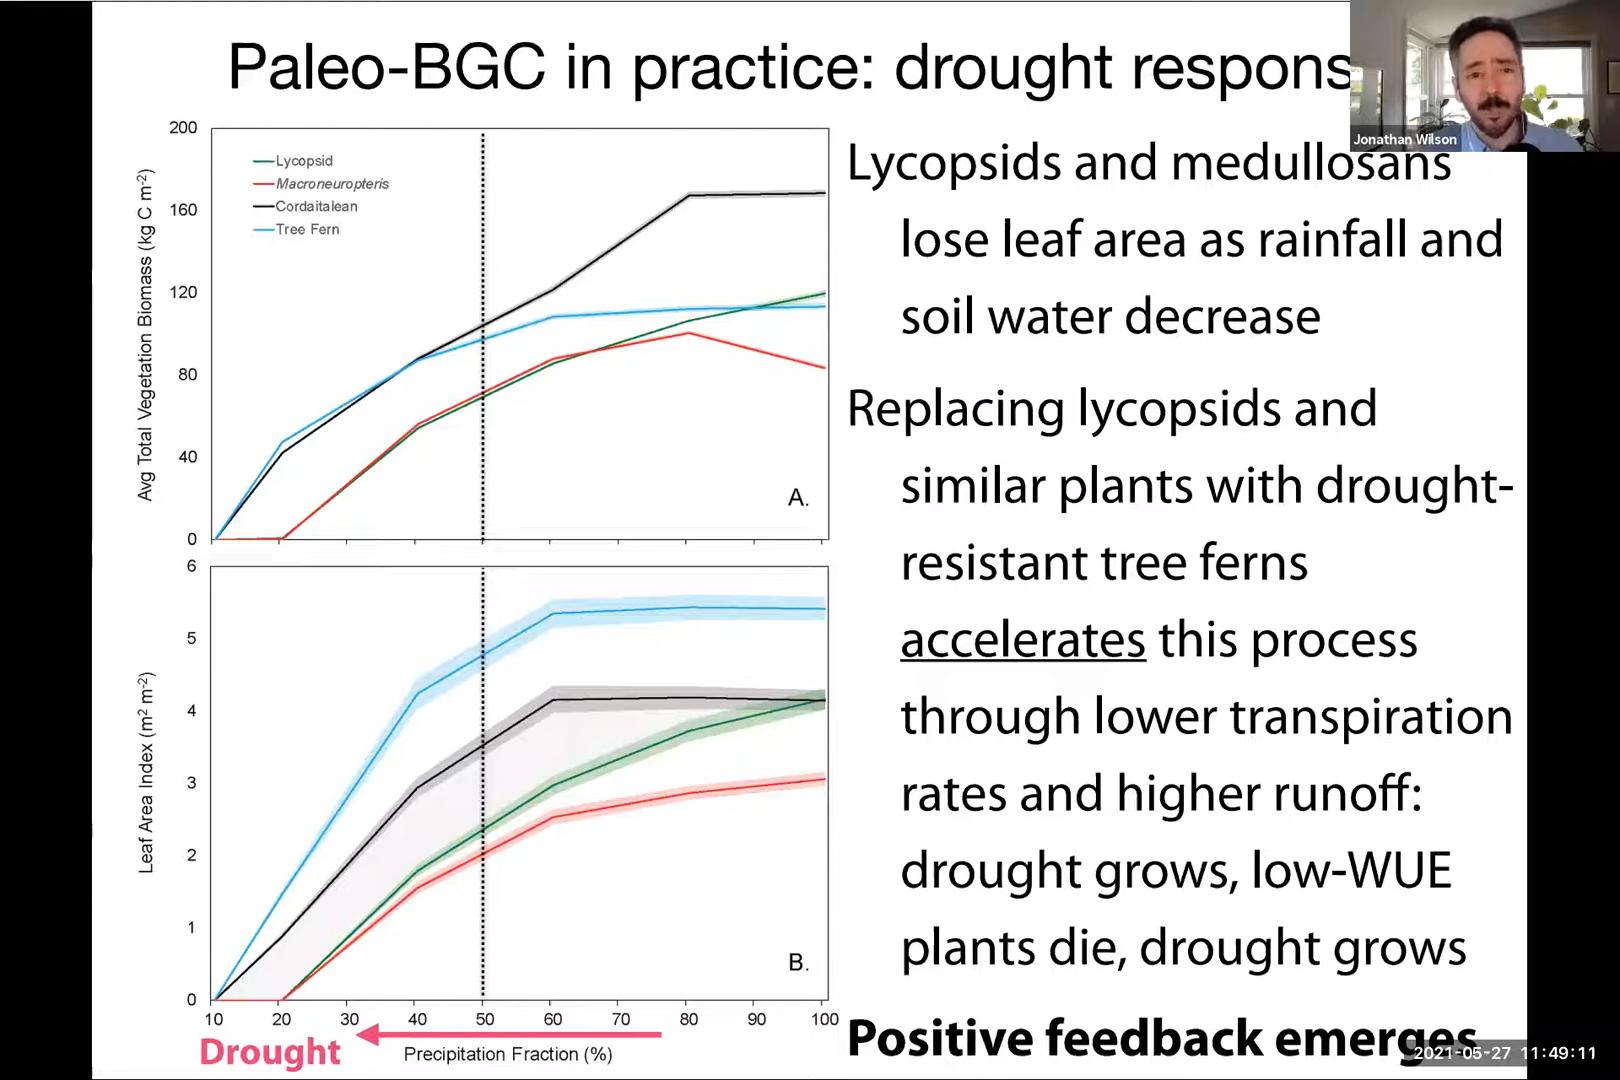 Paleo-BGC in practice: drought respons
Jonathan Wilson
200
160
120
80
40
0
Avg Total Vegetation Biomass (kg C m-2)
Lycopsid
Macroneuropteris
Cordaitalean
Tree Fern
A.
6
5
4
3
2
1
0
Leaf Area Index (m2 m-2)
B.
10 20 30 40 50 60 70 80 90 100
Drought
Precipitation Fraction (%)
Lycopsids and medullosans
lose leaf area as rainfall and
soil water decrease
Replacing lycopsids and
similar plants with drought-
resistant tree ferns
accelerates this process
through lower transpiration
rates and higher runoff:
drought grows, low-WUE
plants die, drought grows
Positive feedback emerges
2021-05-27 11:49:11